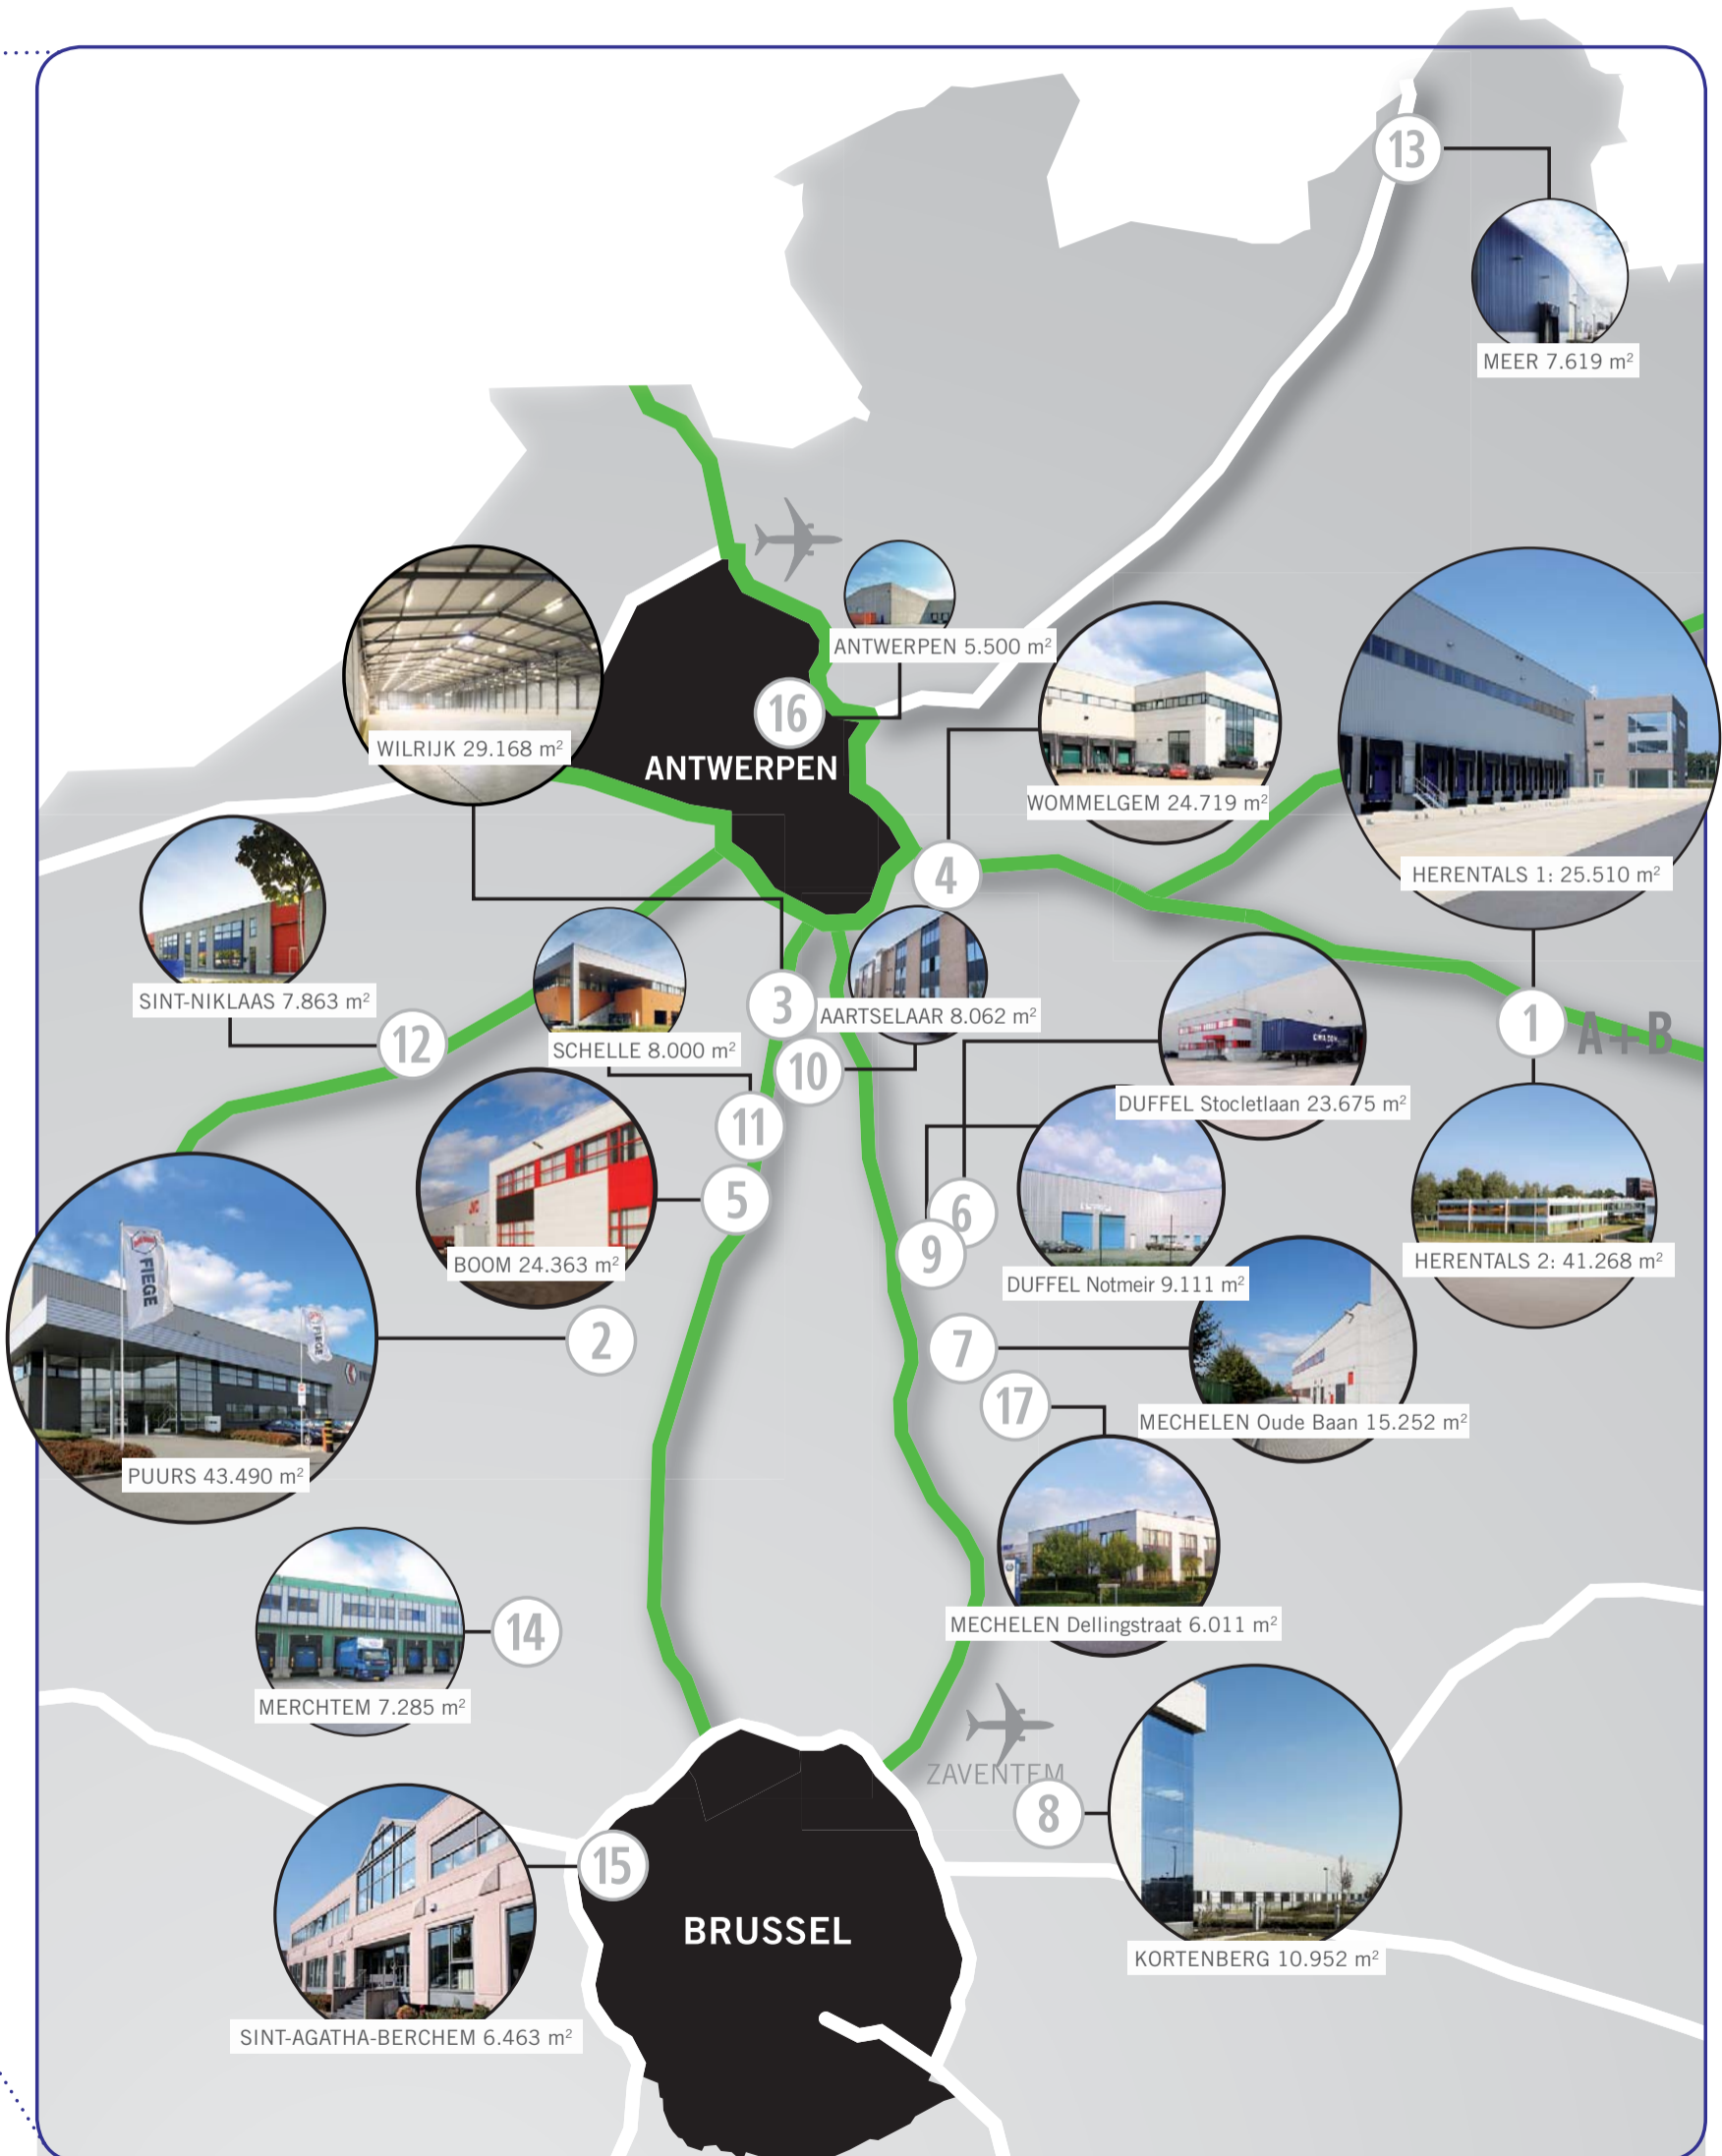 13
MEER 7.619 m²
ANTWERPEN 5.500 m²
16
WILRIJK 29.168 m²
ANTWERPEN
WOMMELGEM 24.719 m²
4
HERENTALS 1: 25.510 m²
SINT-NIKLAAS 7.863 m²
12
3
AARTSELAAR 8.062 m²
1 A+B
SCHELLE 8.000 m²
10
11
DUFFEL Stocletlaan 23.675 m²
5
6
9
BOOM 24.363 m²
DUFFEL Notmeir 9.111 m²
HERENTALS 2: 41.268 m²
FIEGE
FIEGE
2
7
17
MECHELEN Oude Baan 15.252 m²
PUURS 43.490 m²
14
MECHELEN Dellingstraat 6.011 m²
MERCHTEM 7.285 m²
ZAVENTEM
8
15
BRUSSEL
KORTENBERG 10.952 m²
SINT-AGATHA-BERCHEM 6.463 m²